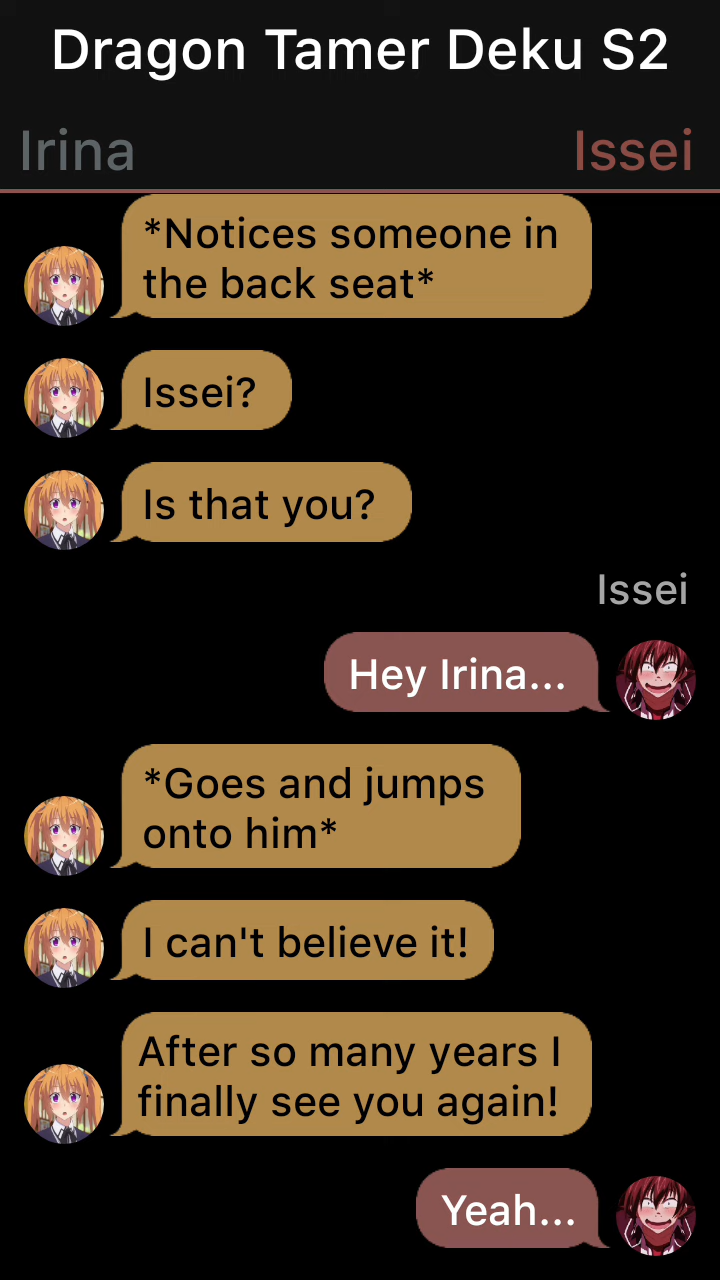 Dragon Tamer Deku S2
Irina
Issei
*Notices someone in
the back seat*
Issei?
Is that you?
Issei
Hey Irina...
*Goes and jumps
onto him*
I can't believe it!
After so many years I
finally see you again!
Yeah...